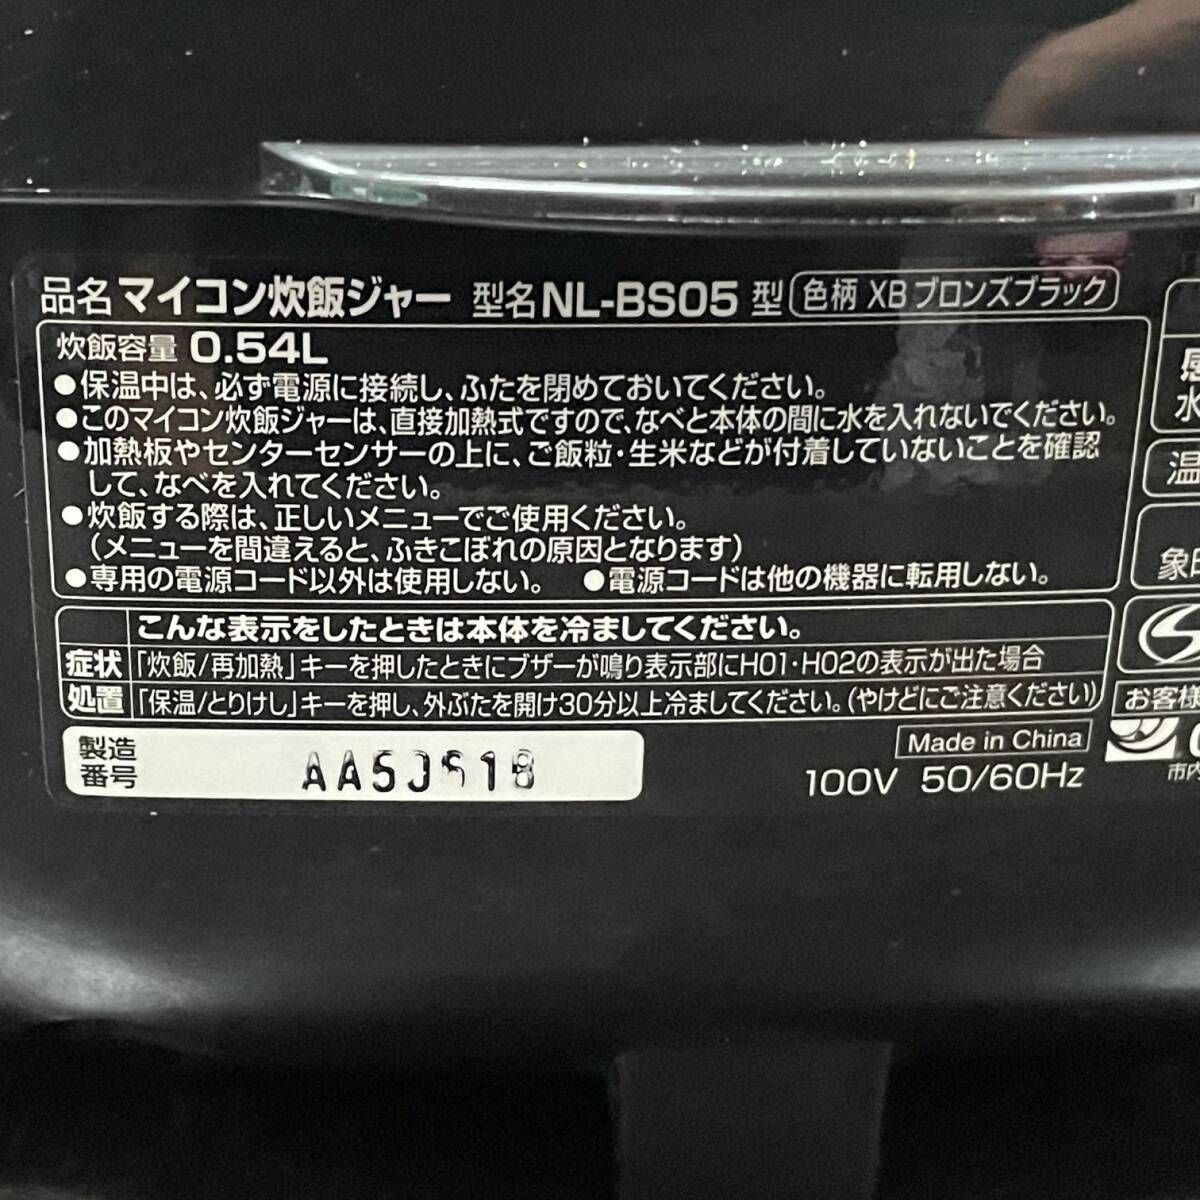 品名 マイコン炊飯ジャー 型名 NL-BS05 型 色柄 XB ブロンズブラック
炊飯容量 0.54L
●保温中は、必ず電源に接続し、ふたを閉めておいてください。
●このマイコン炊飯ジャーは、直接加熱式ですので、なべと本体の間に水を入れないでください。
●加熱板やセンターセンサーの上に、ご飯粒・生米などが付着していないことを確認
して、なべを入れてください。
●炊飯する際は、正しいメニューでご使用ください。
(メニューを間違えると、ふきこぼれの原因となります)
●専用の電源コード以外は使用しない。 ●電源コードは他の機器に転用しない。
こんな表示をしたときは本体を冷ましてください。
症状 「炊飯/再加熱」キーを押したときにブザーが鳴り表示部にH01・H02の表示が出た場合
処置 「保温/とりけし」キーを押し、外ぶたを開け30分以上冷ましてください。(やけどにご注意ください)
製造
番号
Made in China
100V 50/60Hz
水
温
象印
お客様
市内